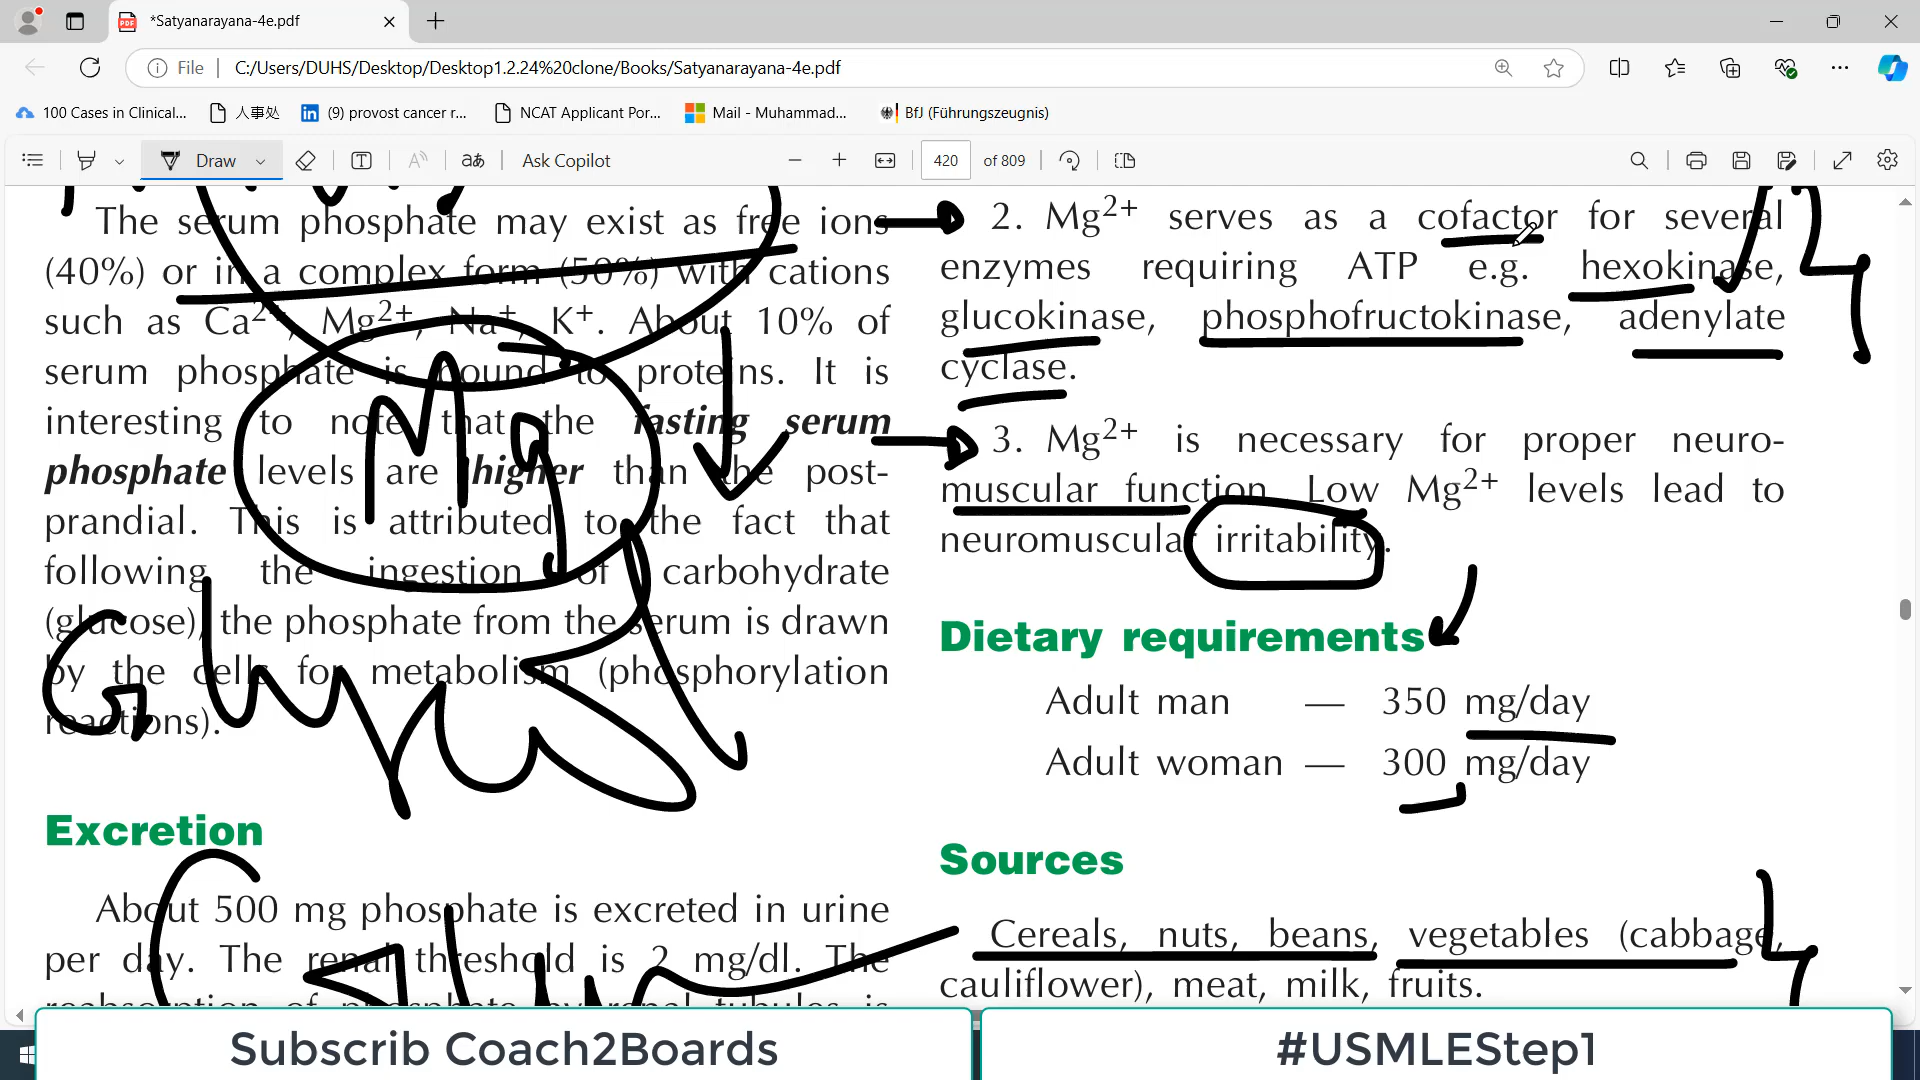 *Satyanarayana-4e.pdf
File
C:/Users/DUHS/Desktop/Desktop1.2.24%20clone/Books/Satyanarayana-4e.pdf
100 Cases in Clinical...
人事处
(9) provost cancer r...
NCAT Applicant Por...
Mail - Muhammad...
BfJ (Führungszeugnis)
Draw
Ask Copilot
420 of 809
The serum phosphate may exist as free ions
(40%) or in a complex form (50%) with cations
such as Ca2+, Mg2+, Na+, K+. About 10% of
serum phosphate is bound to proteins. It is
interesting to note that the fasting serum
phosphate levels are higher than the post-
prandial. This is attributed to the fact that
following the ingestion of carbohydrate
(glucose), the phosphate from the serum is drawn
by the cells for metabolism (phosphorylation
reactions).
Mg
Excretion
About 500 mg phosphate is excreted in urine
per day. The renal threshold is 2 mg/dl. The
reabsorption of phosphate by renal tubules is
2. Mg2+ serves as a cofactor for several
enzymes requiring ATP e.g. hexokinase,
glucokinase, phosphofructokinase, adenylate
cyclase.
3. Mg2+ is necessary for proper neuro-
muscular function. Low Mg2+ levels lead to
neuromuscular irritability.
Dietary requirements
Adult man — 350 mg/day
Adult woman — 300 mg/day
Sources
Cereals, nuts, beans, vegetables (cabbage,
cauliflower), meat, milk, fruits.
Subscrib Coach2Boards
#USMLEStep1